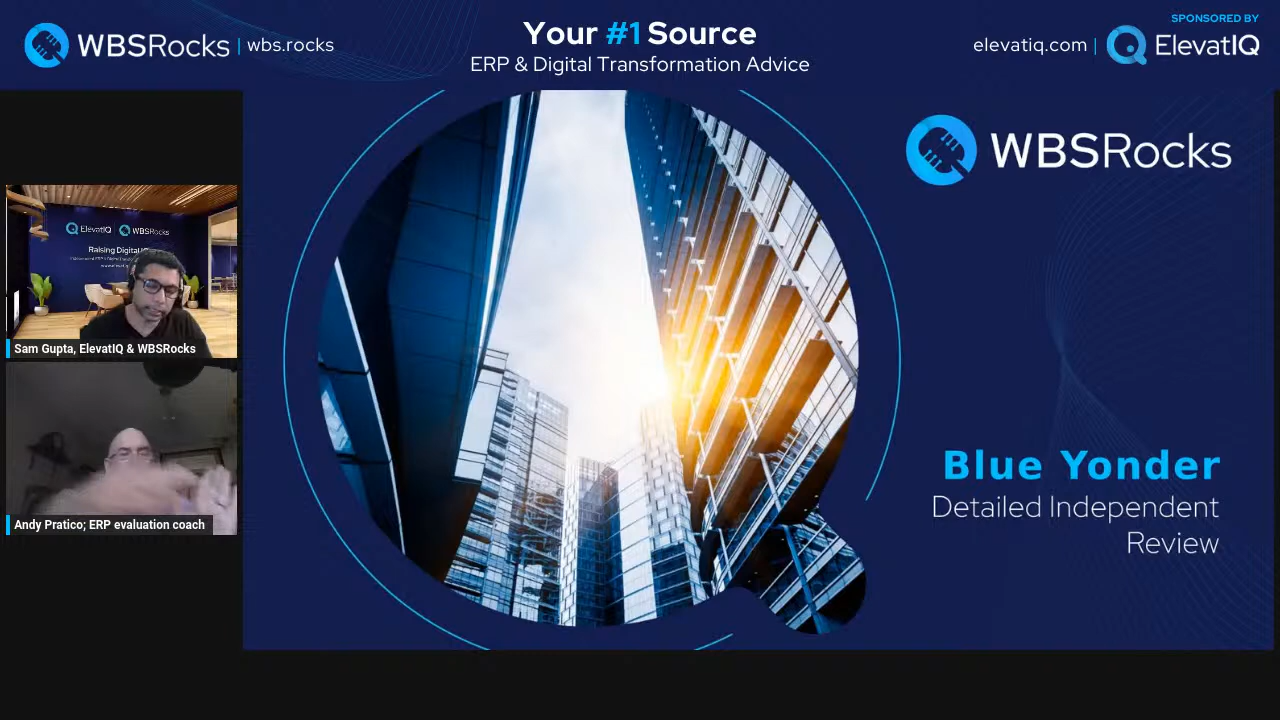 WBSRocks | wbs.rocks
Your #1 Source
ERP & Digital Transformation Advice
SPONSORED BY
elevatiq.com | ElevatIQ
WBSRocks
ElevatIQ WBSRocks
Raising Digital
Sam Gupta, ElevatIQ & WBSRocks
Andy Pratico; ERP evaluation coach
Blue Yonder
Detailed Independent
Review